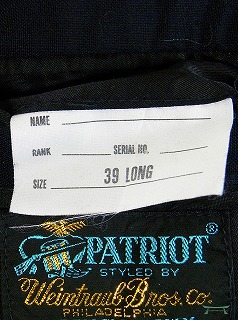 NAME
RANK SERIAL NO.
SIZE 39 LONG
PATRIOT®
STYLED BY
Weintraub Bros. Co.
PHILADELPHIA